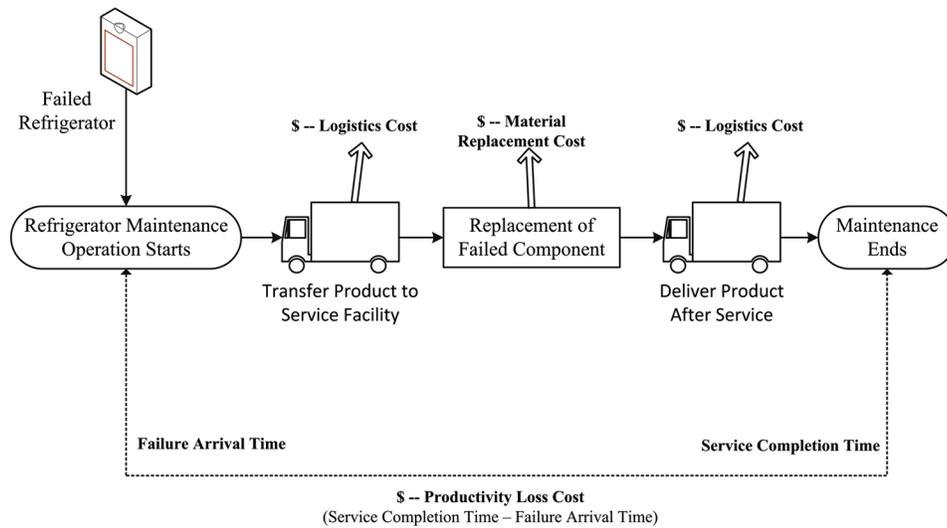 Failed
Refrigerator
$ -- Logistics Cost
$ -- Material
Replacement Cost
$ -- Logistics Cost
Refrigerator Maintenance
Operation Starts
Replacement of
Failed Component
Maintenance
Ends
Transfer Product to
Service Facility
Deliver Product
After Service
Failure Arrival Time
Service Completion Time
$ -- Productivity Loss Cost
(Service Completion Time – Failure Arrival Time)